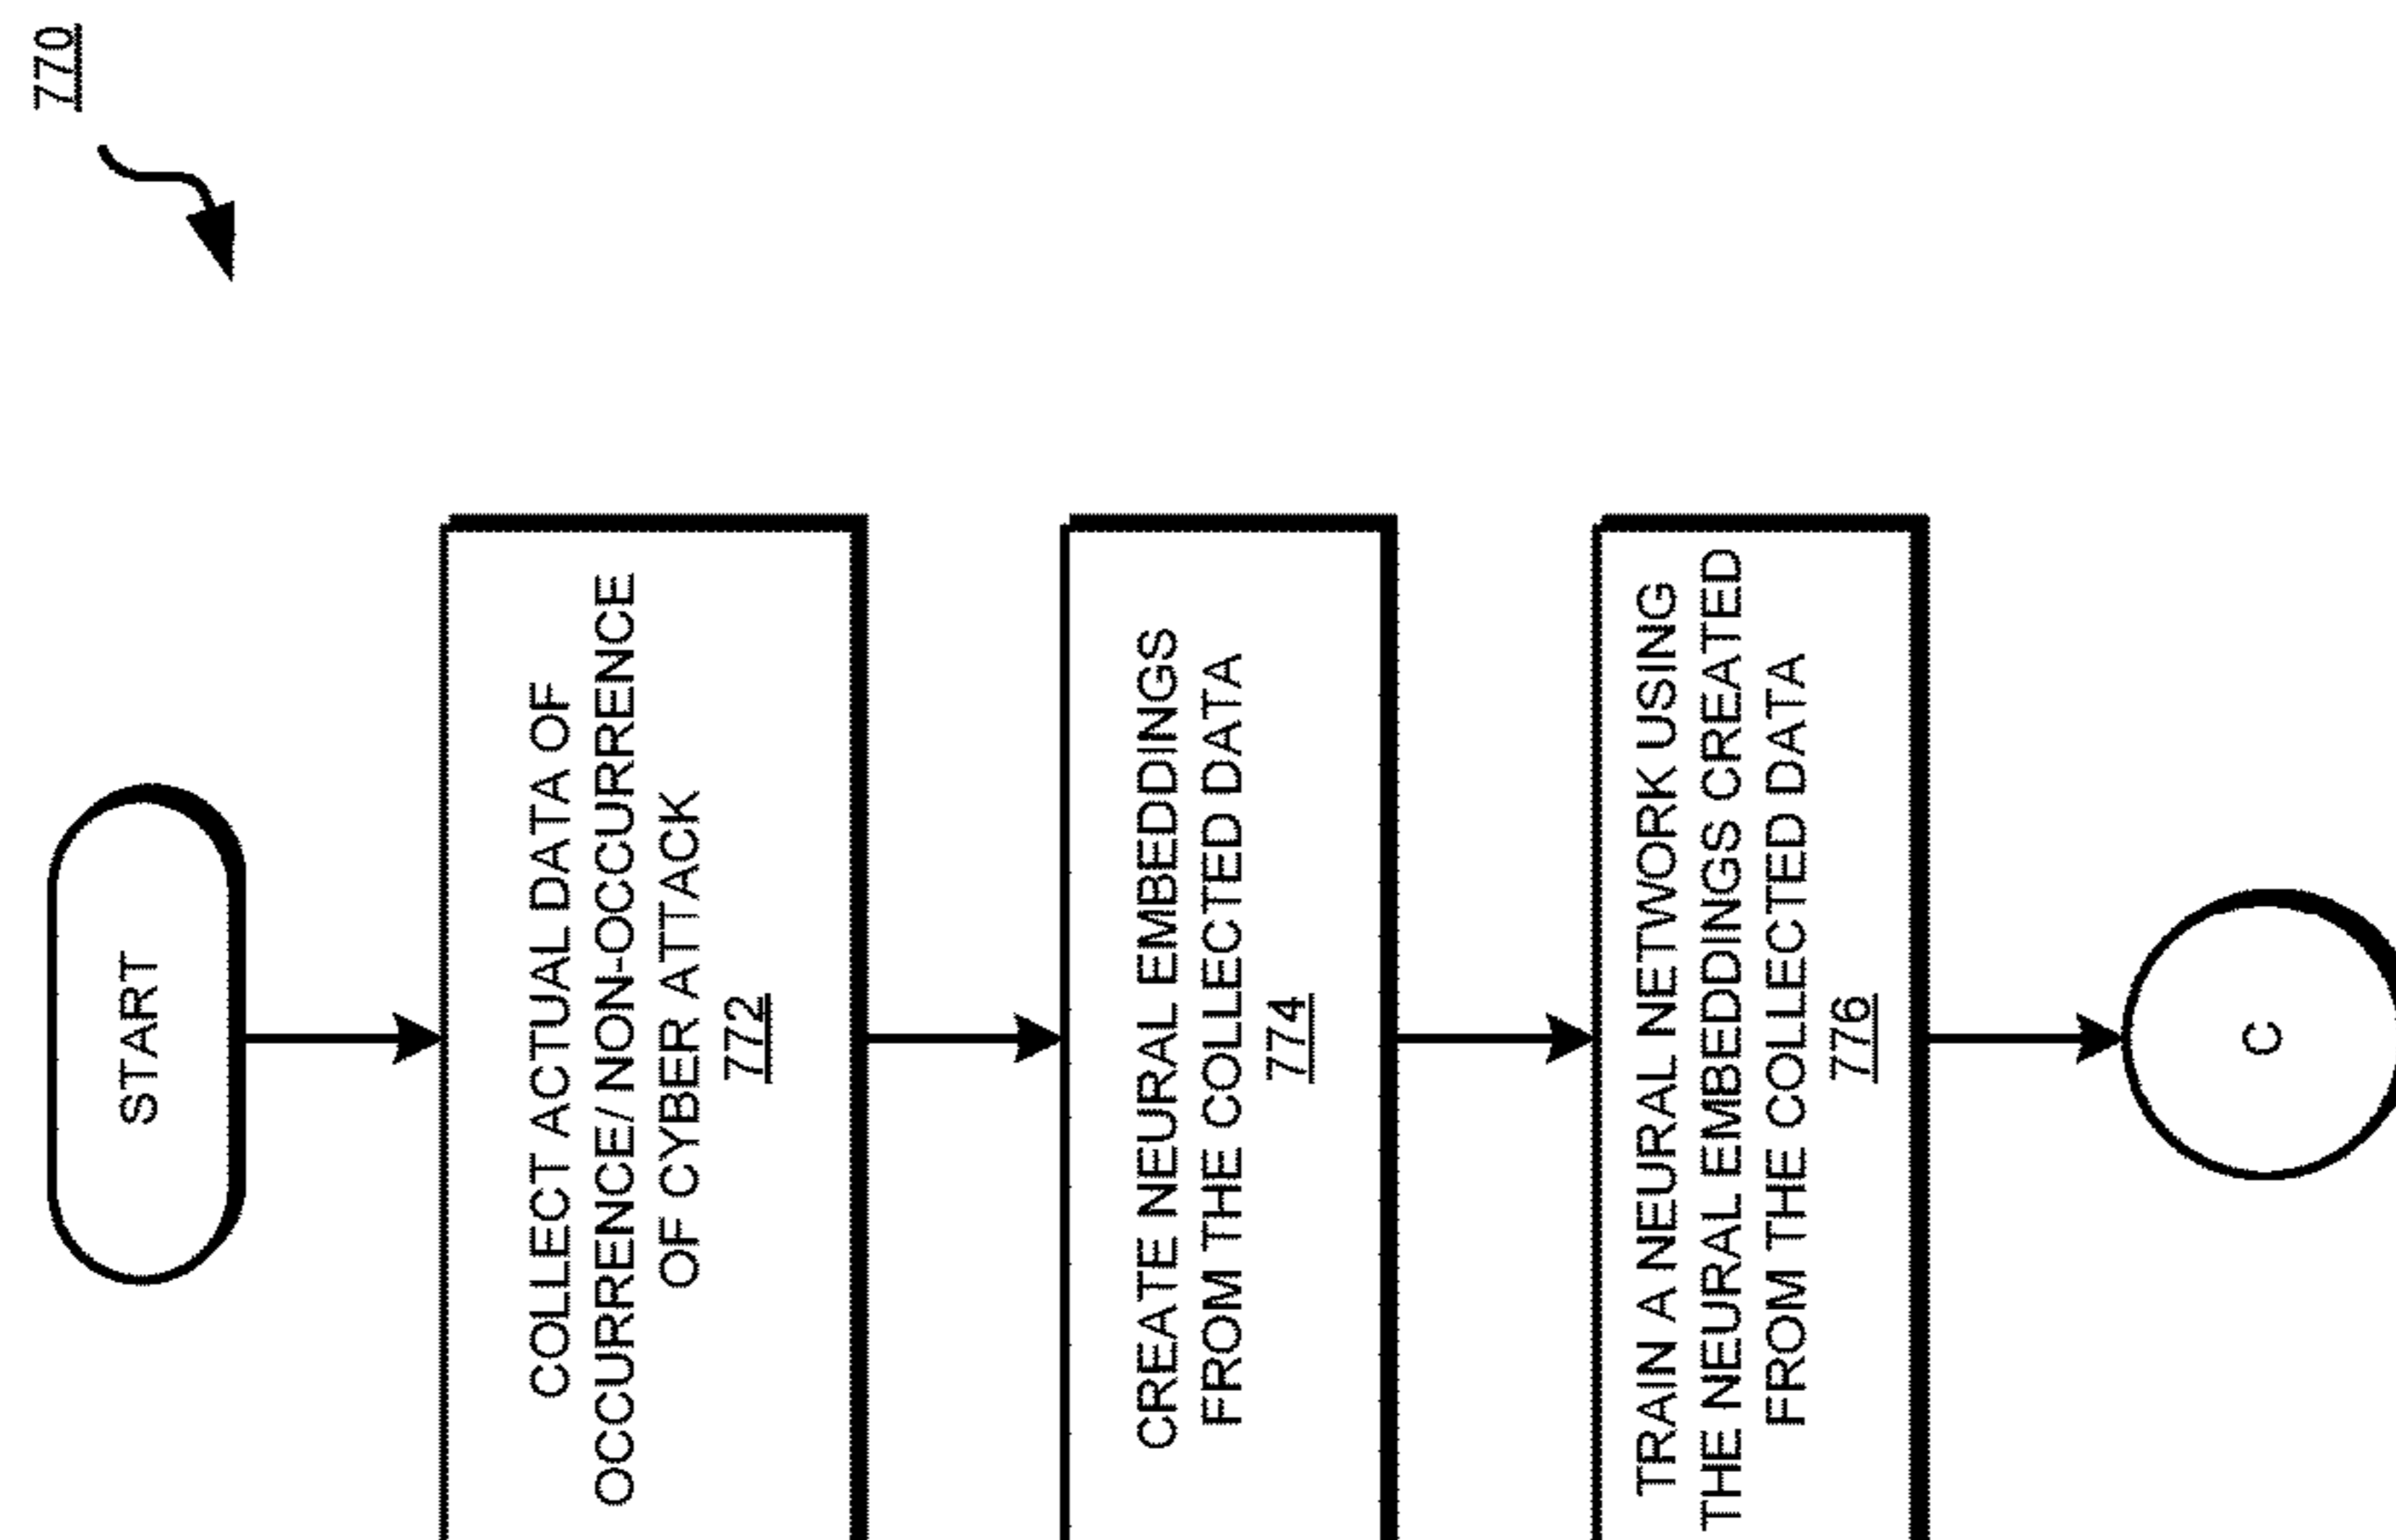 770
START
COLLECT ACTUAL DATA OF
OCCURRENCE/ NON-OCCURRENCE
OF CYBER ATTACK
772
CREATE NEURAL EMBEDDINGS
FROM THE COLLECTED DATA
774
TRAIN A NEURAL NETWORK USING
THE NEURAL EMBEDDINGS CREATED
FROM THE COLLECTED DATA
776
C